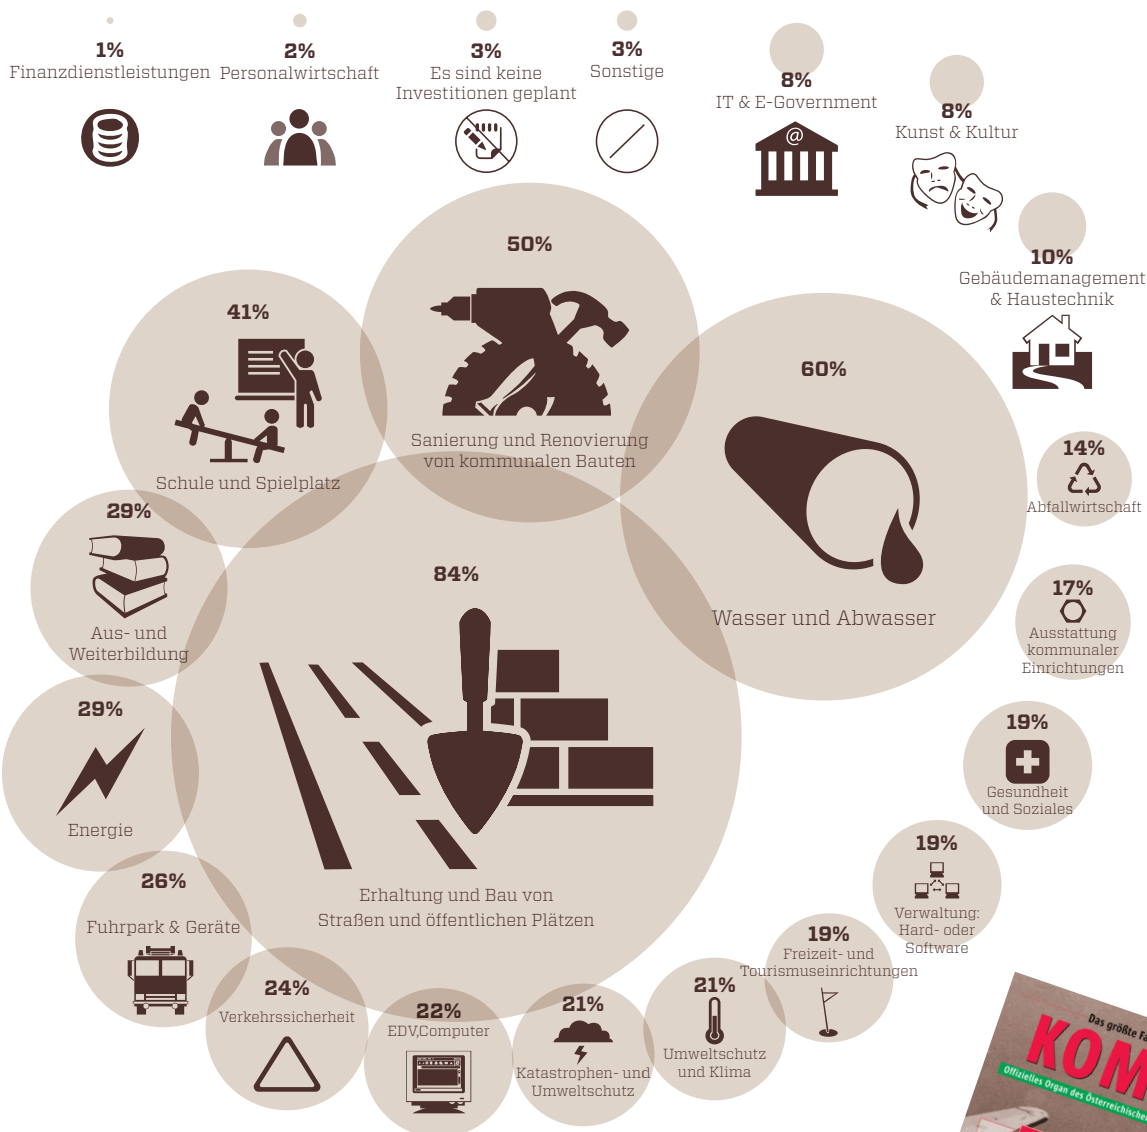 1%
Finanzdienstleistungen
2%
Personalwirtschaft
3%
Es sind keine
Investitionen geplant
3%
Sonstige
8%
IT & E-Government
@
8%
Kunst & Kultur
10%
Gebäudemanagement
& Haustechnik
50%
Sanierung und Renovierung
von kommunalen Bauten
41%
Schule und Spielplatz
60%
Wasser und Abwasser
14%
Abfallwirtschaft
29%
Aus- und
Weiterbildung
84%
Erhaltung und Bau von
Straßen und öffentlichen Plätzen
17%
Ausstattung
kommunaler
Einrichtungen
29%
Energie
19%
Gesundheit
und Soziales
26%
Fuhrpark & Geräte
19%
Verwaltung:
Hard- oder
Software
24%
Verkehrssicherheit
22%
EDV,Computer
21%
Katastrophen- und
Umweltschutz
21%
Umweltschutz
und Klima
19%
Freizeit- und
Tourismuseinrichtungen
Das größte
KOM
Offizielles Organ des